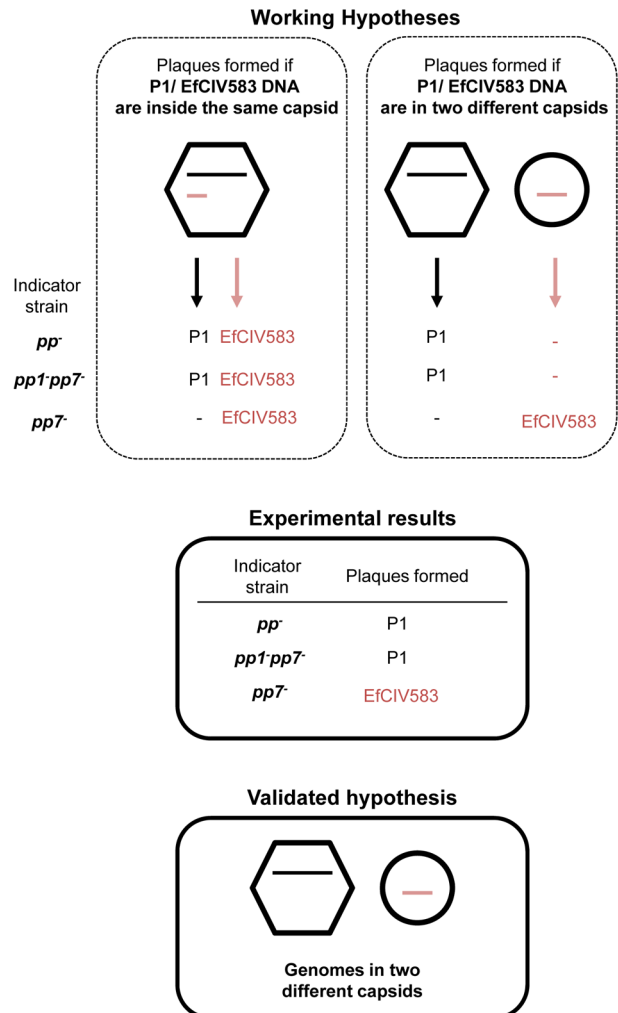 Working Hypotheses
Plaques formed if
P1/ EfCIV583 DNA
are inside the same capsid
Plaques formed if
P1/ EfCIV583 DNA
are in two different capsids
Indicator
strain
pp- P1 EfCIV583 P1 -
pp1-pp7- P1 EfCIV583 P1 -
pp7- - EfCIV583 - EfCIV583
Experimental results
Indicator
strain
Plaques formed
pp- P1
pp1-pp7- P1
pp7- EfCIV583
Validated hypothesis
Genomes in two
different capsids